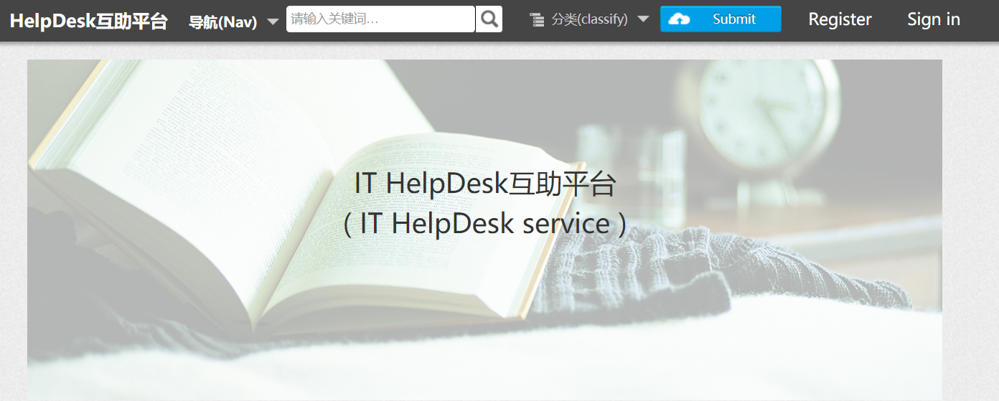 HelpDesk互助平台 导航(Nav) 请输入关键词... 分类(classify) Submit Register Sign in
IT HelpDesk互助平台
( IT HelpDesk service )